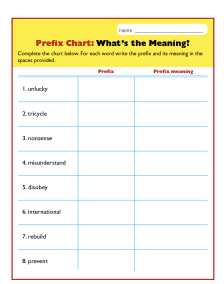 Name
Prefix Chart: What's the Meaning?
Complete the chart below. For each word write the prefix and its meaning in the
spaces provided.
Prefix Prefix meaning
1. unlucky
2. tricycle
3. nonsense
4. misunderstand
5. disobey
6. international
7. rebuild
8. prevent